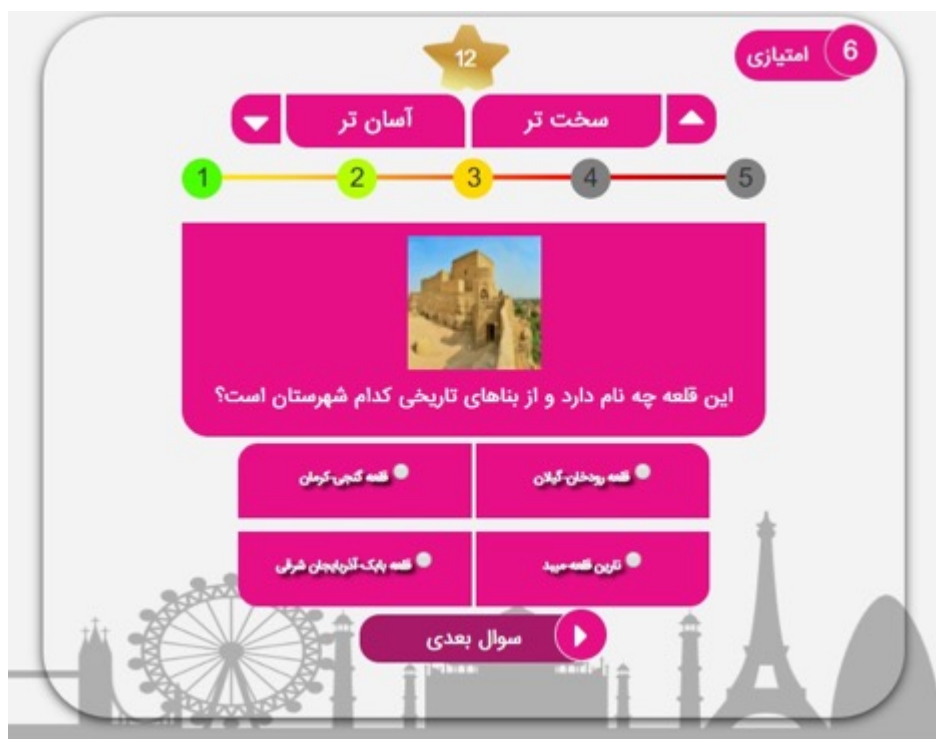 12
6 امتیازی
سخت تر
آسان تر
1 2 3 4 5
این قلعه چه نام دارد و از بناهای تاریخی کدام شهرستان است؟
قلعه رودخان-گیلان
قلعه گنجی-کرمان
نارین قلعه-میبد
قلعه بابک-آذربایجان شرقی
سوال بعدی